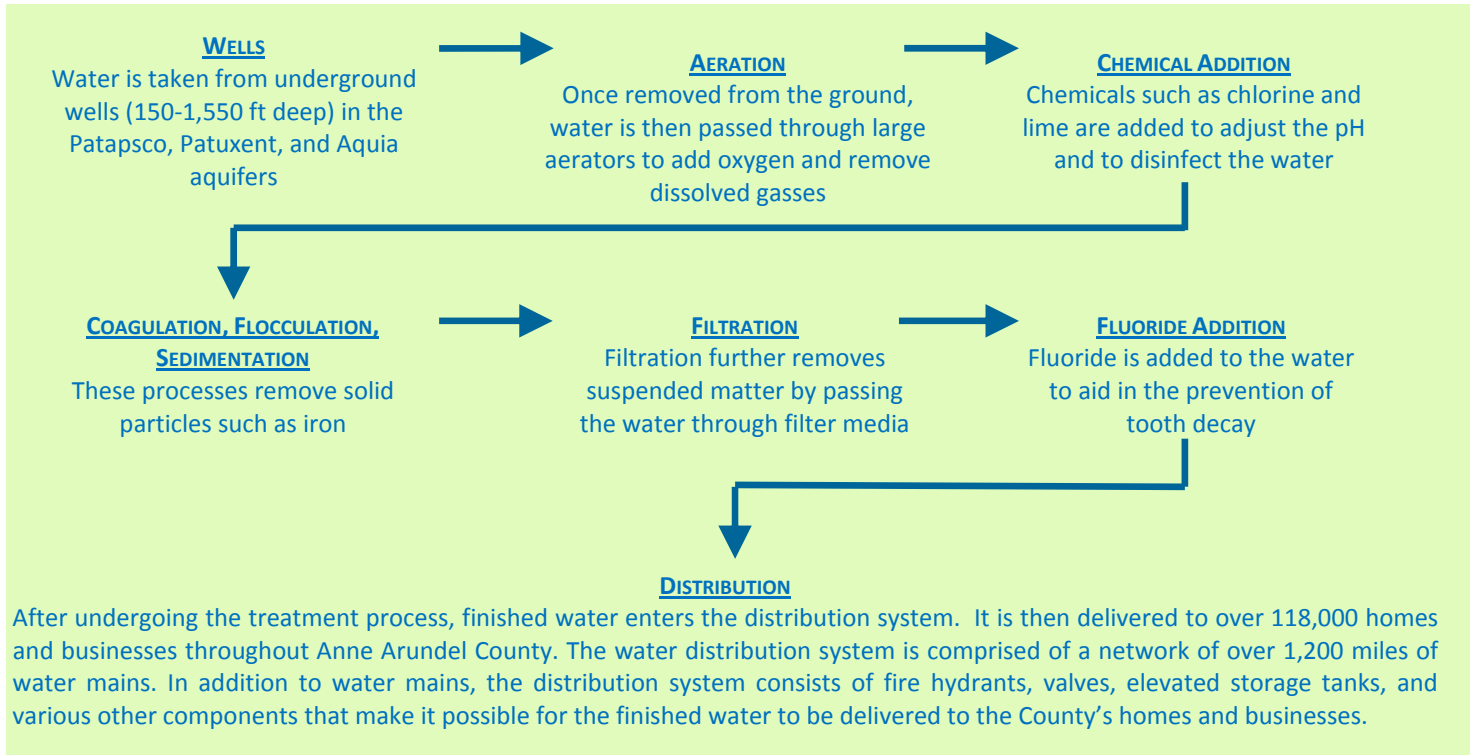 WELLS
Water is taken from underground
wells (150-1,550 ft deep) in the
Patapsco, Patuxent, and Aquia
aquifers
AERATION
Once removed from the ground,
water is then passed through large
aerators to add oxygen and remove
dissolved gasses
CHEMICAL ADDITION
Chemicals such as chlorine and
lime are added to adjust the pH
and to disinfect the water
COAGULATION, FLOCCULATION,
SEDIMENTATION
These processes remove solid
particles such as iron
FILTRATION
Filtration further removes
suspended matter by passing
the water through filter media
FLUORIDE ADDITION
Fluoride is added to the water
to aid in the prevention of
tooth decay
DISTRIBUTION
After undergoing the treatment process, finished water enters the distribution system.  It is then delivered to over 118,000 homes
and businesses throughout Anne Arundel County. The water distribution system is comprised of a network of over 1,200 miles of
water mains. In addition to water mains, the distribution system consists of fire hydrants, valves, elevated storage tanks, and
various other components that make it possible for the finished water to be delivered to the County’s homes and businesses.